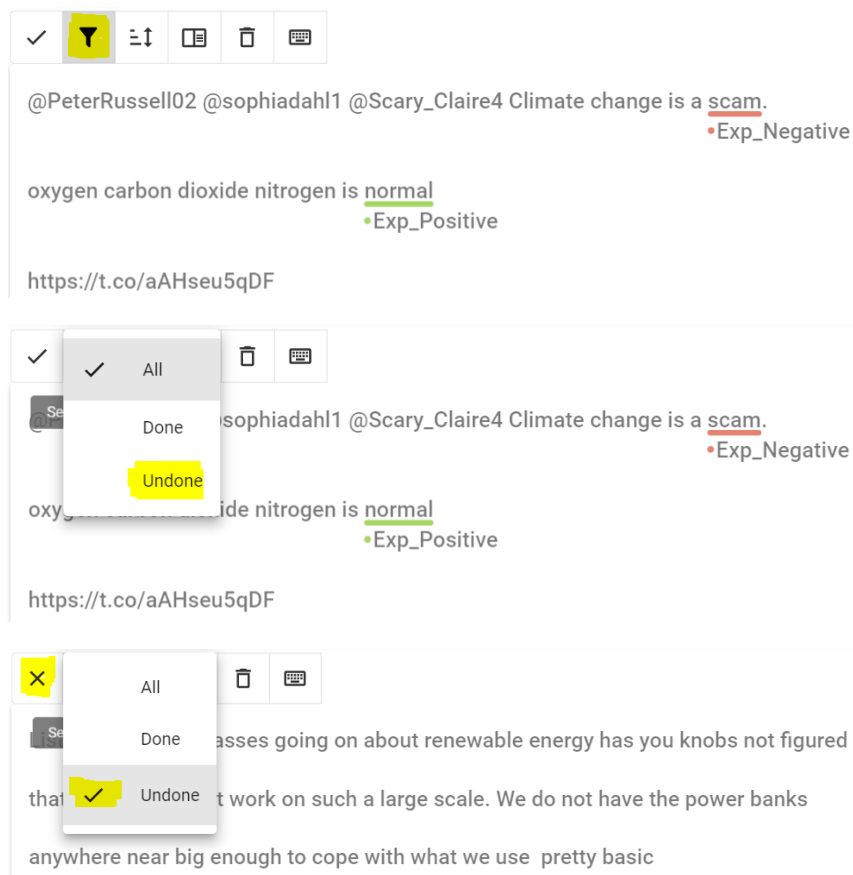 @PeterRussell02 @sophiadahl1 @Scary_Claire4 Climate change is a scam.
•Exp_Negative
oxygen carbon dioxide nitrogen is normal
•Exp_Positive
https://t.co/aAHseu5qDF
All
Done
Undone
Se
sophiadahl1 @Scary_Claire4 Climate change is a scam.
•Exp_Negative
ide nitrogen is normal
•Exp_Positive
https://t.co/aAHseu5qDF
All
Done
Undone
Se
asses going on about renewable energy has you knobs not figured
that t work on such a large scale. We do not have the power banks
anywhere near big enough to cope with what we use pretty basic